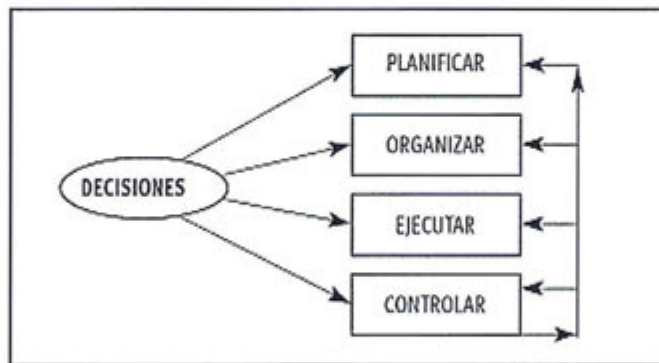 PLANIFICAR
ORGANIZAR
DECISIONES
EJECUTAR
CONTROLAR